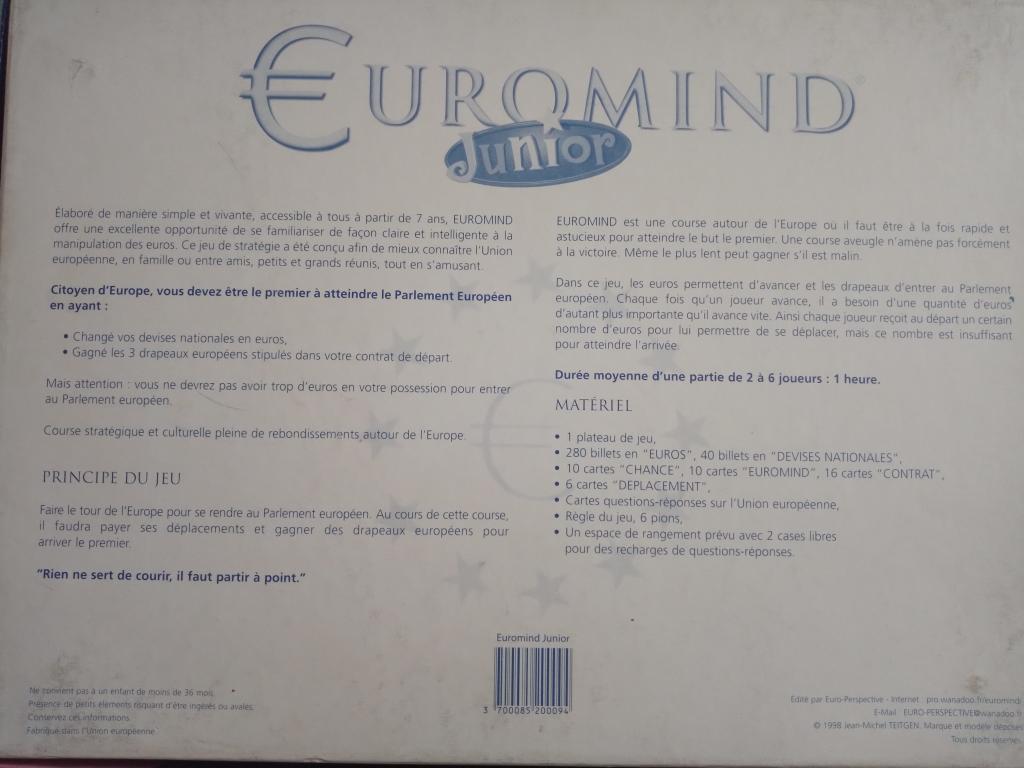 €UROMIND®
Junior
Élaboré de manière simple et vivante, accessible à tous à partir de 7 ans, EUROMIND
offre une excellente opportunité de se familiariser de façon claire et intelligente à la
manipulation des euros. Ce jeu de stratégie a été conçu afin de mieux connaître l'Union
européenne, en famille ou entre amis, petits et grands réunis, tout en s'amusant.
Citoyen d'Europe, vous devez être le premier à atteindre le Parlement Européen
en ayant :
• Changé vos devises nationales en euros,
• Gagné les 3 drapeaux européens stipulés dans votre contrat de départ.
Mais attention : vous ne devrez pas avoir trop d'euros en votre possession pour entrer
au Parlement européen.
Course stratégique et culturelle pleine de rebondissements autour de l'Europe.
PRINCIPE DU JEU
Faire le tour de l'Europe pour se rendre au Parlement européen. Au cours de cette course,
il faudra payer ses déplacements et gagner des drapeaux européens pour
arriver le premier.
"Rien ne sert de courir, il faut partir à point."
EUROMIND est une course autour de l'Europe où il faut être à la fois rapide et
astucieux pour atteindre le but le premier. Une course aveugle n'amène pas forcément
à la victoire. Même le plus lent peut gagner s'il est malin.
Dans ce jeu, les euros permettent d'avancer et les drapeaux d'entrer au Parlement
européen. Chaque fois qu'un joueur avance, il a besoin d'une quantité d'euros
d'autant plus importante qu'il avance vite. Ainsi chaque joueur reçoit au départ un certain
nombre d'euros pour lui permettre de se déplacer, mais ce nombre est insuffisant
pour atteindre l'arrivée.
Durée moyenne d'une partie de 2 à 6 joueurs : 1 heure.
MATÉRIEL
• 1 plateau de jeu,
• 280 billets en "EUROS", 40 billets en "DEVISES NATIONALES",
• 10 cartes "CHANCE", 10 cartes "EUROMIND", 16 cartes "CONTRAT",
• 6 cartes "DEPLACEMENT",
• Cartes questions-réponses sur l'Union européenne,
• Règle du jeu, 6 pions,
• Un espace de rangement prévu avec 2 cases libres
pour des recharges de questions-réponses.
Euromind Junior
3 700085 200094
Ne convient pas à un enfant de moins de 36 mois.
Présence de petits éléments risquant d'être ingérés ou avalés.
Conservez ces informations.
Fabriqué dans l'Union européenne.
Edité par Euro-Perspective - Internet : pro.wanadoo.fr/euromind
E-Mail : EURO-PERSPECTIVE@wanadoo.fr
© 1998 Jean-Michel TEITGEN. Marque et modèle déposés
Tous droits réservés.